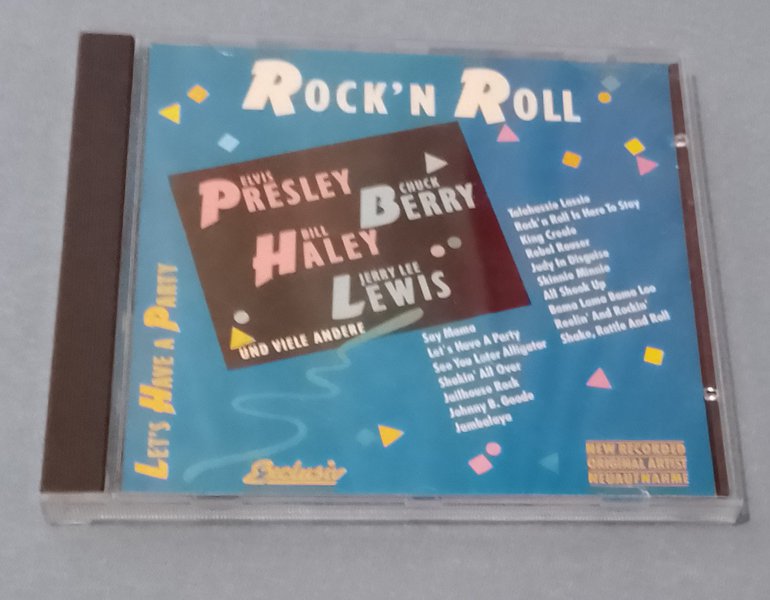 ROCK'N ROLL
ELVIS
PRESLEY
CHUCK
BERRY
BILL
HALEY
JERRY LEE
LEWIS
UND VIELE ANDERE
LET'S HAVE A PARTY
Talahassie Lassie
Rock'n Roll Is Here To Stay
King Creole
Rebel Rouser
Judy In Disguise
Skinnie Minnie
All Shook Up
Bama Lama Bama Loo
Reelin' And Rockin'
Shake, Rattle And Roll
Say Mama
Let's Have A Party
See You Later Alligator
Shakin' All Over
Jailhouse Rock
Johnny B. Goode
Jambalaya
Exclusiv
NEW RECORDED
ORIGINAL ARTIST
NEUAUFNAHME